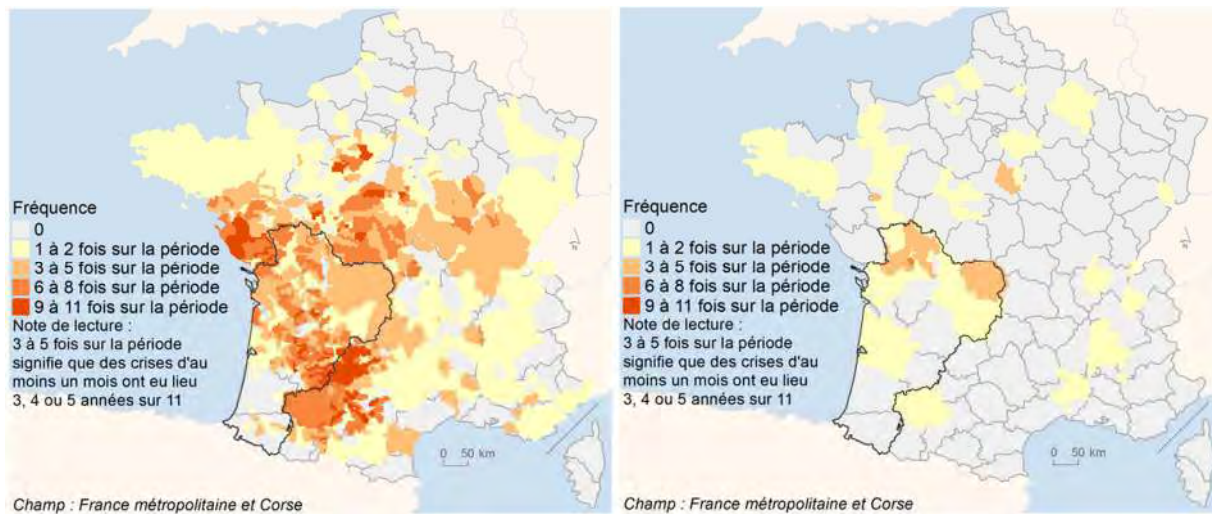 Fréquence
0
1 à 2 fois sur la période
3 à 5 fois sur la période
6 à 8 fois sur la période
9 à 11 fois sur la période
Note de lecture :
3 à 5 fois sur la période
signifie que des crises d'au
moins un mois ont eu lieu
3, 4 ou 5 années sur 11
N
0 50 km
Champ : France métropolitaine et Corse
Fréquence
0
1 à 2 fois sur la période
3 à 5 fois sur la période
6 à 8 fois sur la période
9 à 11 fois sur la période
Note de lecture :
3 à 5 fois sur la période
signifie que des crises d'au
moins un mois ont eu lieu
3, 4 ou 5 années sur 11
N
0 50 km
Champ : France métropolitaine et Corse